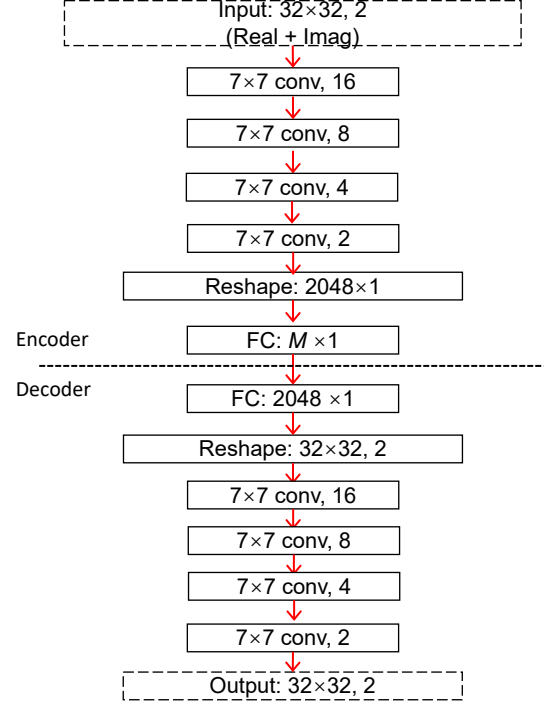 Input: 32×32, 2
(Real + Imag)
7×7 conv, 16
7×7 conv, 8
7×7 conv, 4
7×7 conv, 2
Reshape: 2048×1
Encoder
FC: M ×1
Decoder
FC: 2048 ×1
Reshape: 32×32, 2
7×7 conv, 16
7×7 conv, 8
7×7 conv, 4
7×7 conv, 2
Output: 32×32, 2